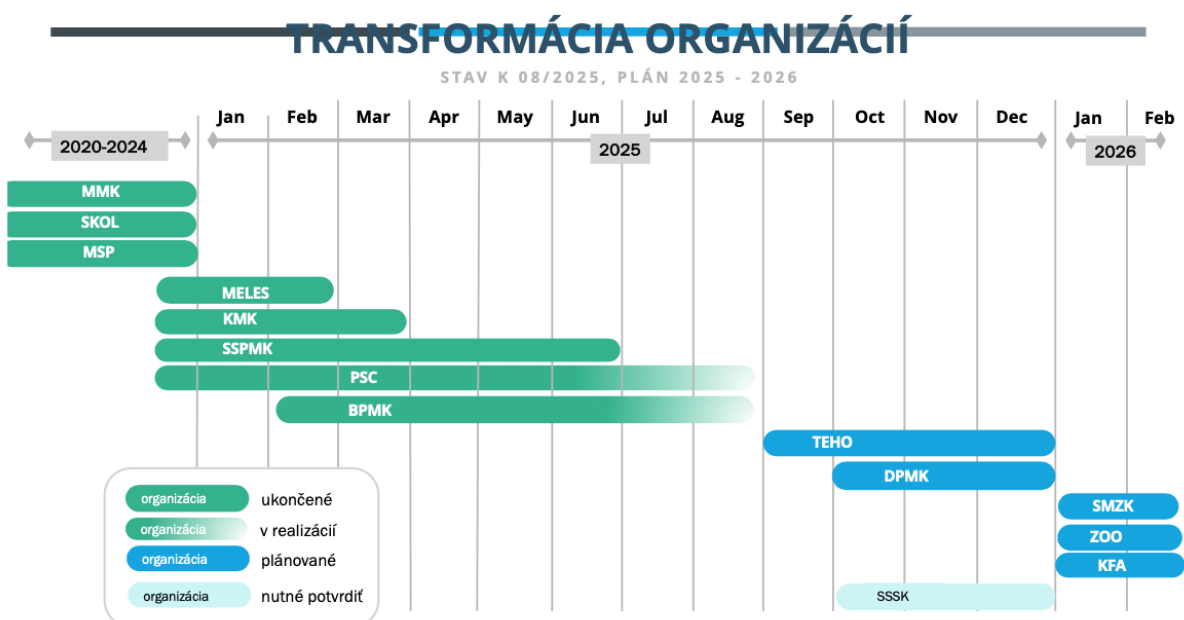 TRANSFORMÁCIA ORGANIZÁCIÍ
STAV K 08/2025, PLÁN 2025 - 2026
Jan Feb Mar Apr May Jun Jul Aug Sep Oct Nov Dec Jan Feb
2020-2024 2025 2026
MMK
SKOL
MSP
MELES
KMK
SSPMK
PSC
BPMK
TEHO
DPMK
SMZK
ZOO
KFA
SSSK
organizácia ukončené
organizácia v realizácií
organizácia plánované
organizácia nutné potvrdiť